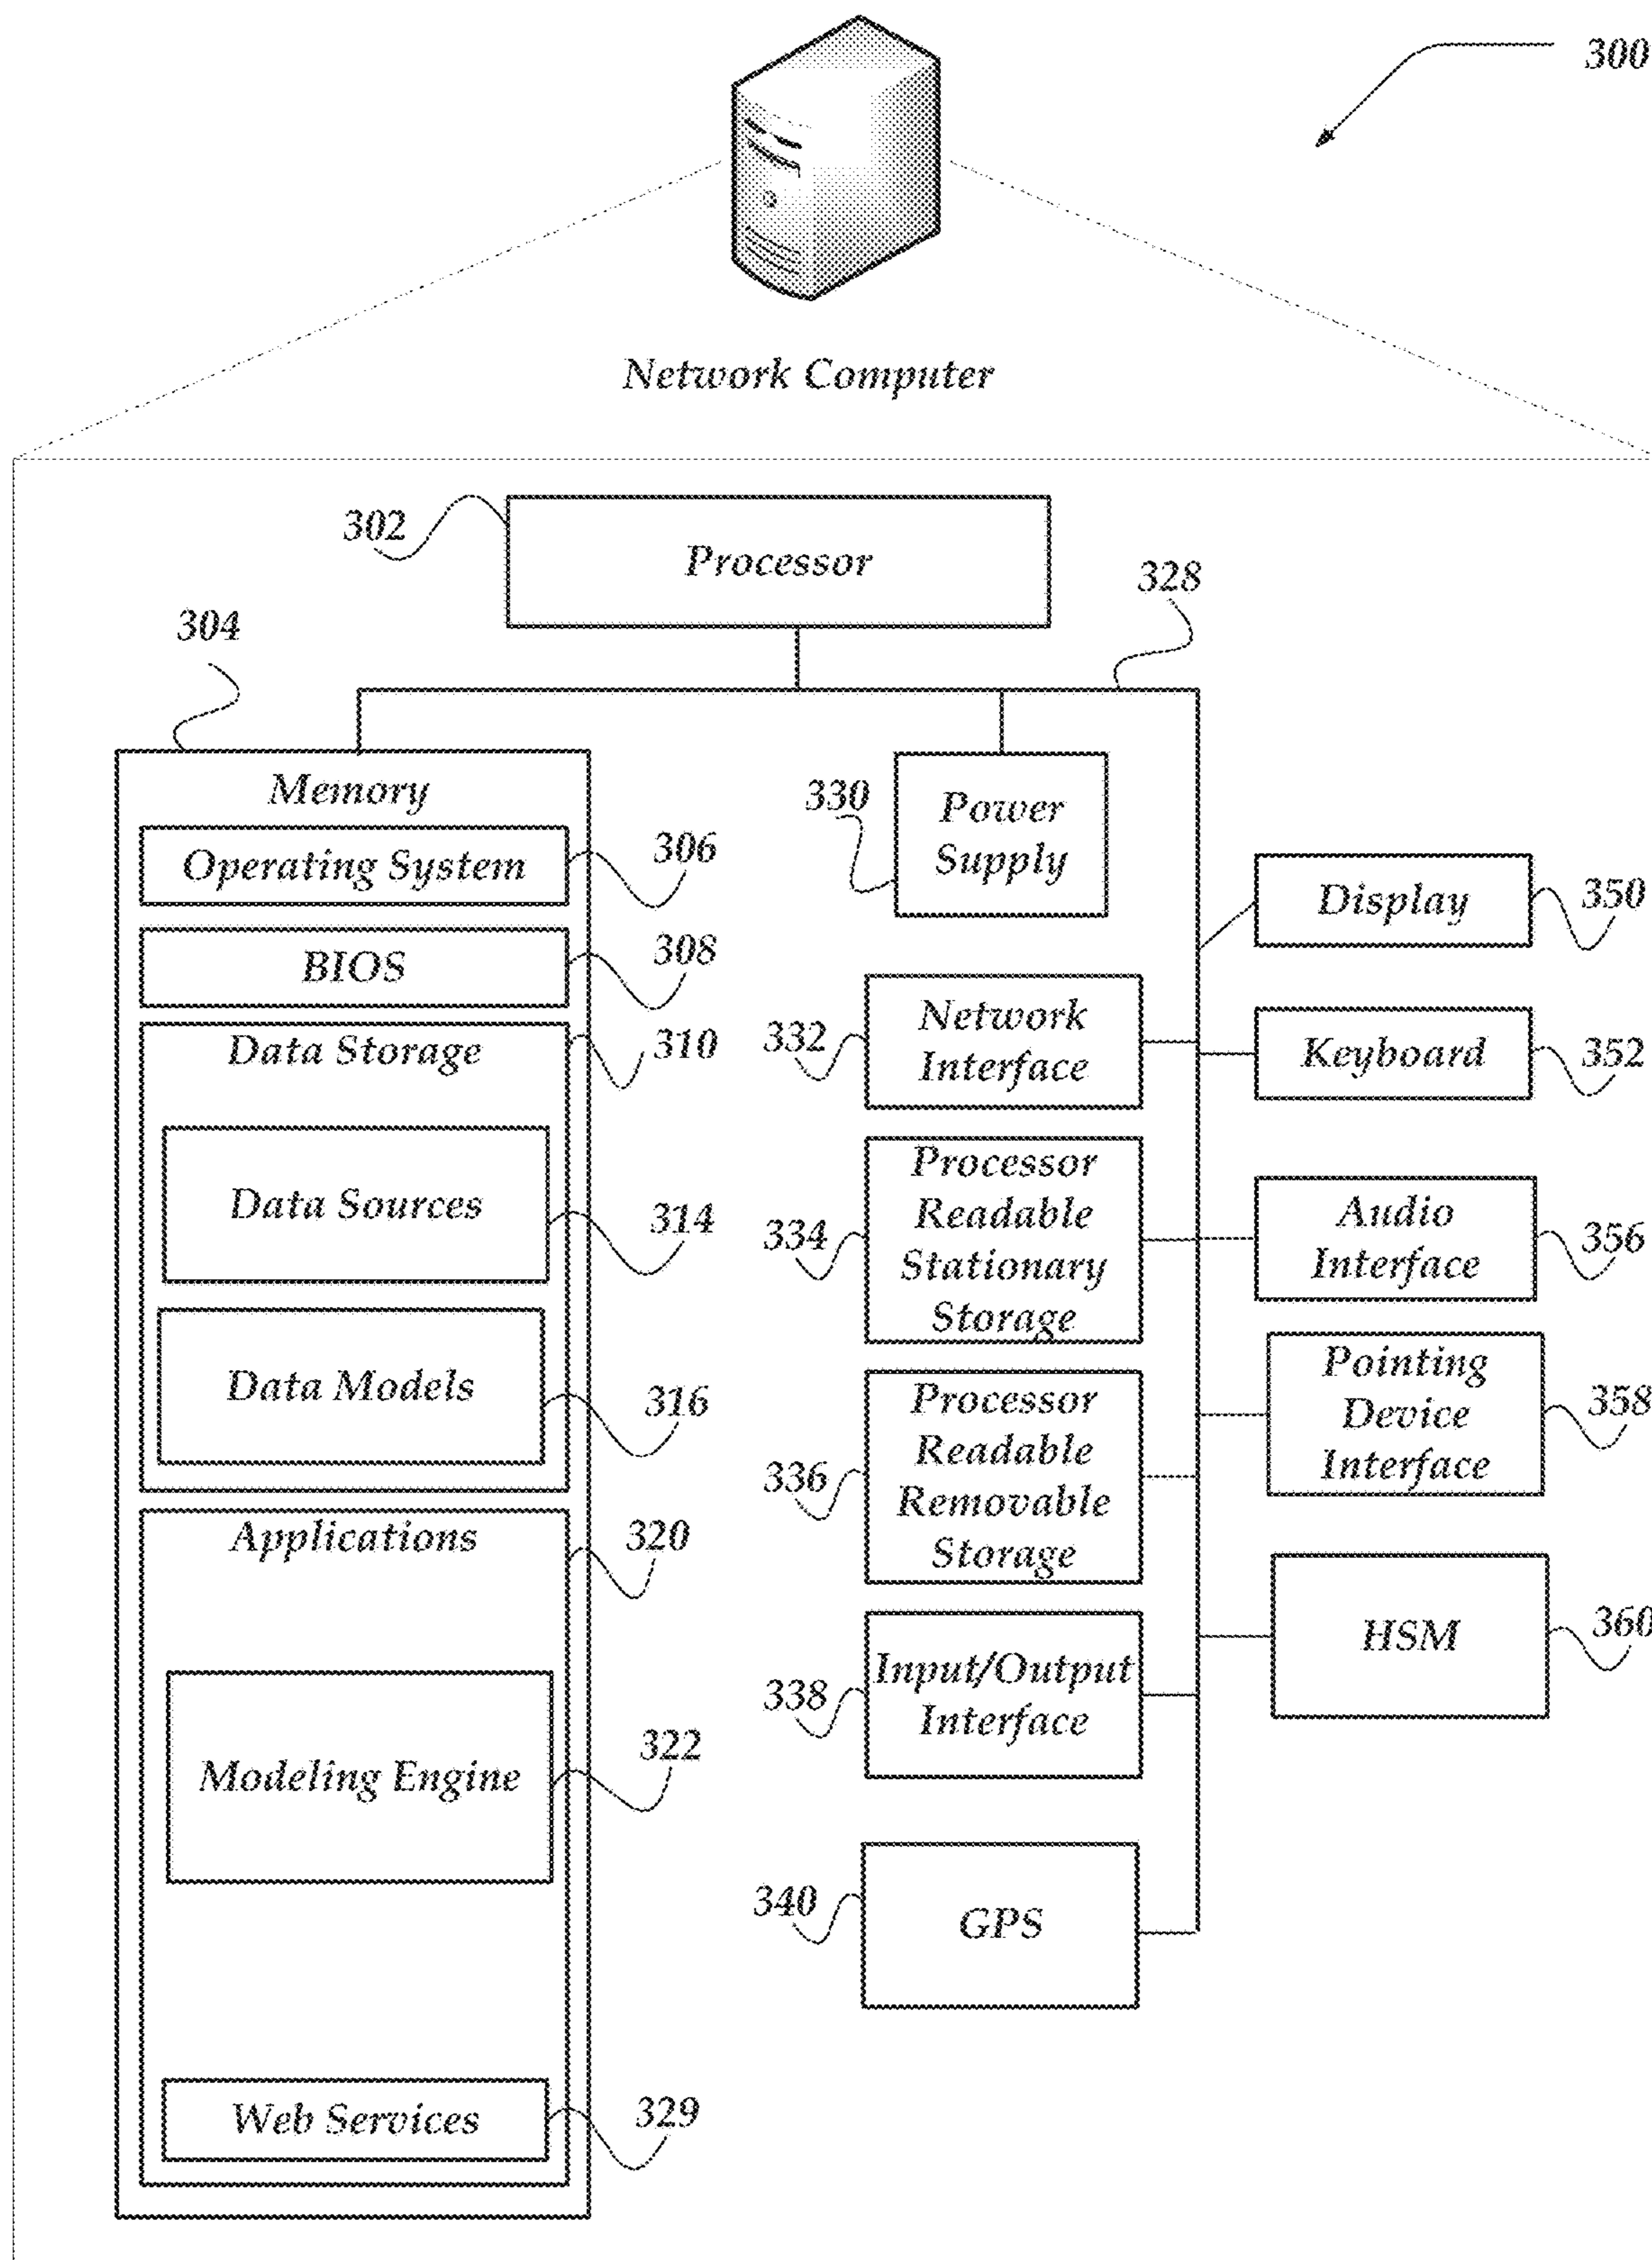 300
Network Computer
302
Processor
328
304
Memory
Operating System
306
BIOS
308
Data Storage
310
Data Sources
314
Data Models
316
Applications
320
Modeling Engine
322
Web Services
329
330
Power
Supply
332
Network
Interface
334
Processor
Readable
Stationary
Storage
336
Processor
Readable
Removable
Storage
338
Input/Output
Interface
340
GPS
Display
350
Keyboard
352
Audio
Interface
356
Pointing
Device
Interface
358
HSM
360